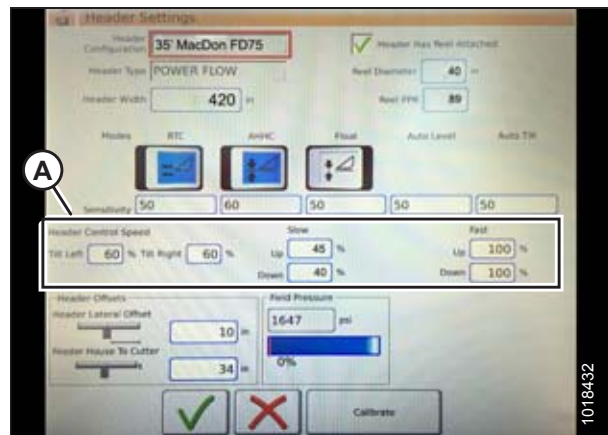 Header Settings
Header Configuration 35' MacDon FD75 Header Has Reel Attached
Header Type POWER FLOW Reel Diameter 40 in
Header Width 420 in Reel PPR 89
Modes RTC AHHC Float Auto Level Auto Tilt
A
Sensitivity 50 60 50 50 50
Header Control Speed Slow Fast
Tilt Left 60 % Tilt Right 60 % Up 45 % Up 100 %
Down 40 % Down 100 %
Header Offsets Field Pressure
Header Lateral Offset 1647 psi
10 in
Header House To Cutter
34 in 0%
Calibrate
1018432